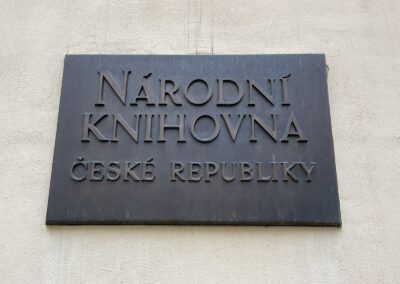 NÁRODNÍ
KNIHOVNA
ČESKÉ REPUBLIKY